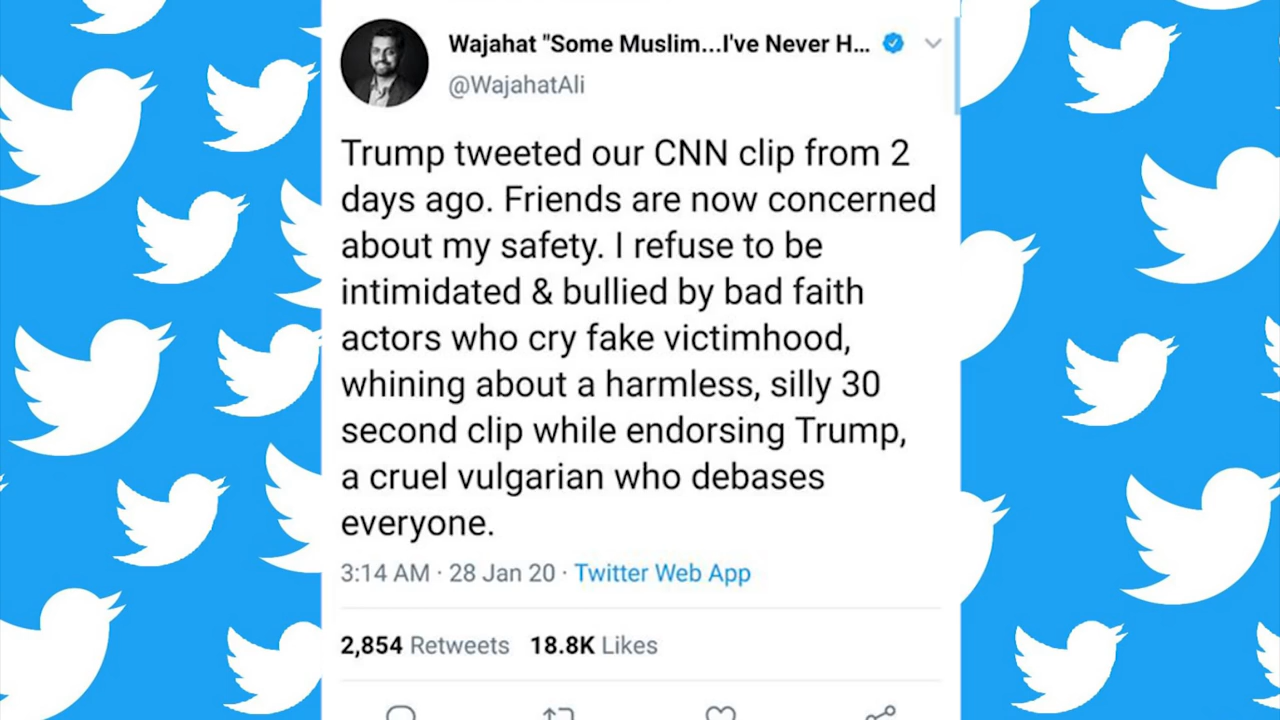 Wajahat "Some Muslim...I've Never H...
@WajahatAli
Trump tweeted our CNN clip from 2
days ago. Friends are now concerned
about my safety. I refuse to be
intimidated & bullied by bad faith
actors who cry fake victimhood,
whining about a harmless, silly 30
second clip while endorsing Trump,
a cruel vulgarian who debases
everyone.
3:14 AM · 28 Jan 20 · Twitter Web App
2,854 Retweets 18.8K Likes